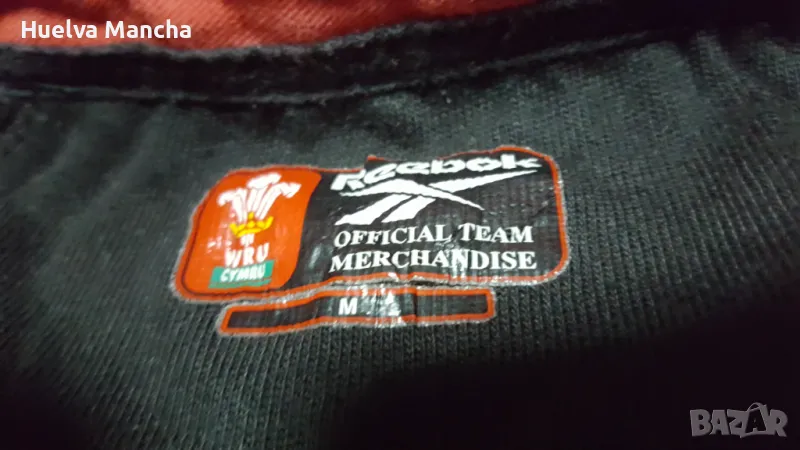 Huelva Mancha
Reebok
OFFICIAL TEAM
MERCHANDISE
WRU
CYMRU
M
BAZAR